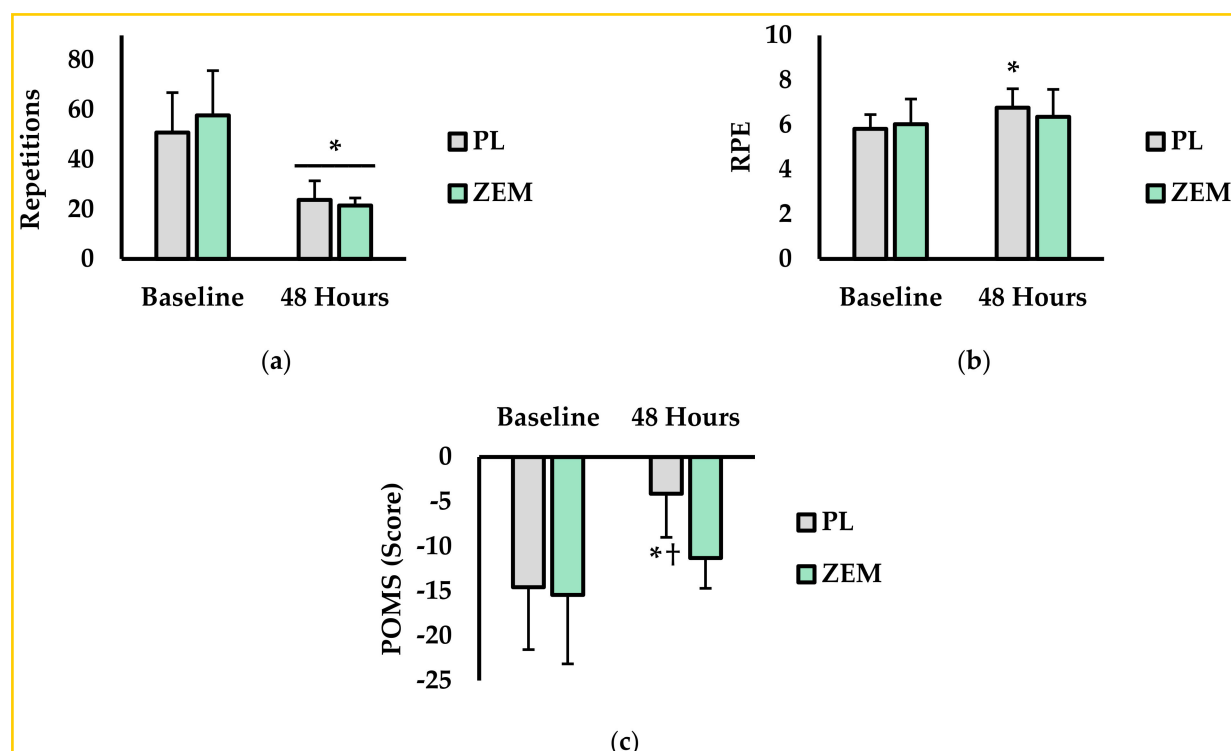 80
60
40
20
0
Repetitions
*
PL
ZEM
Baseline 48 Hours
(a)
10
8
6
4
2
0
RPE
*
PL
ZEM
Baseline 48 Hours
(b)
Baseline 48 Hours
0
-5
-10
-15
-20
-25
POMS (Score)
*†
PL
ZEM
(c)